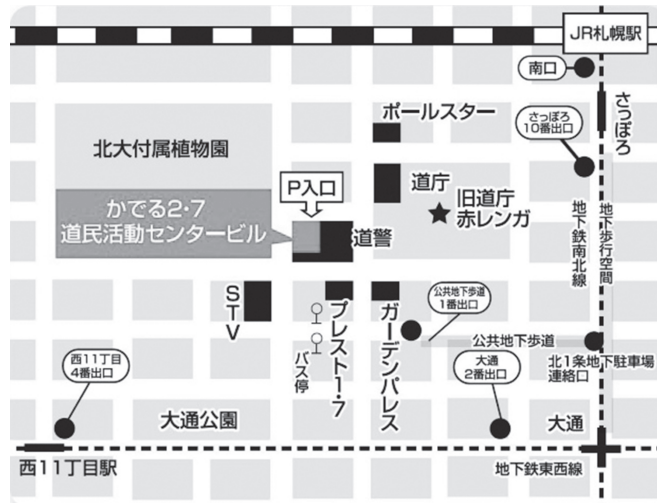 JR札幌駅
南口
さっぽろ
ポールスター
さっぽろ
10番出口
北大付属植物園
P入口
道庁
旧道庁
赤レンガ
かでる2・7
道民活動センタービル
道警
地下鉄南北線
地下歩行空間
STV
プレスト1・7
バス停
ガーデンパレス
公共地下歩道
1番出口
公共地下歩道
北1条地下駐車場
連絡口
西11丁目
4番出口
大通
2番出口
大通公園
大通
西11丁目駅
地下鉄東西線